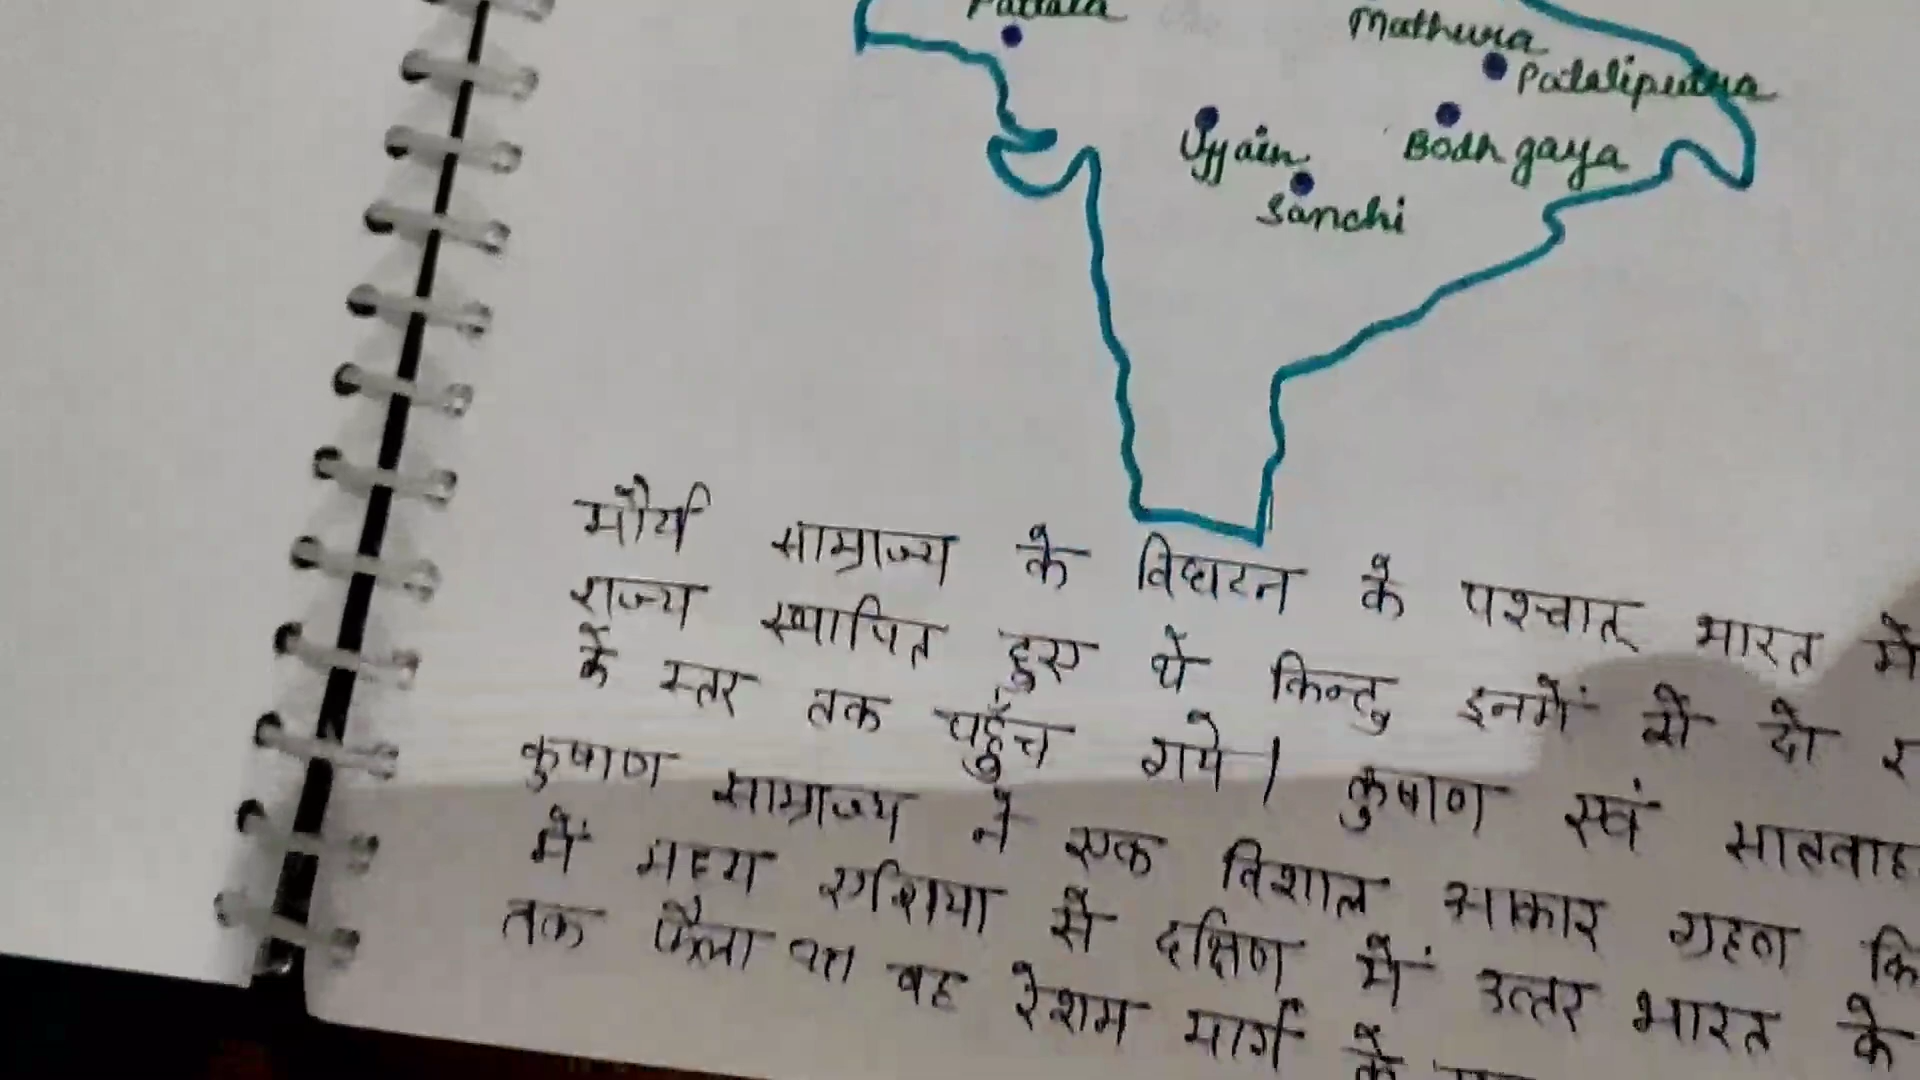 Mathura
Pataliputra
Ujjain
Bodh gaya
Sanchi
मौर्य साम्राज्य के विघटन के पश्चात् भारत में
राज्य स्थापित हुए थे किन्तु इनमें से दो
के स्तर तक पहुँच गये। कुषाण एवं सातवाह
कुषाण साम्राज्य ने एक विशाल आकार ग्रहण कि
में मध्य एशिया से दक्षिण में उत्तर भारत के
तक फैला था वह रेशम मार्ग के